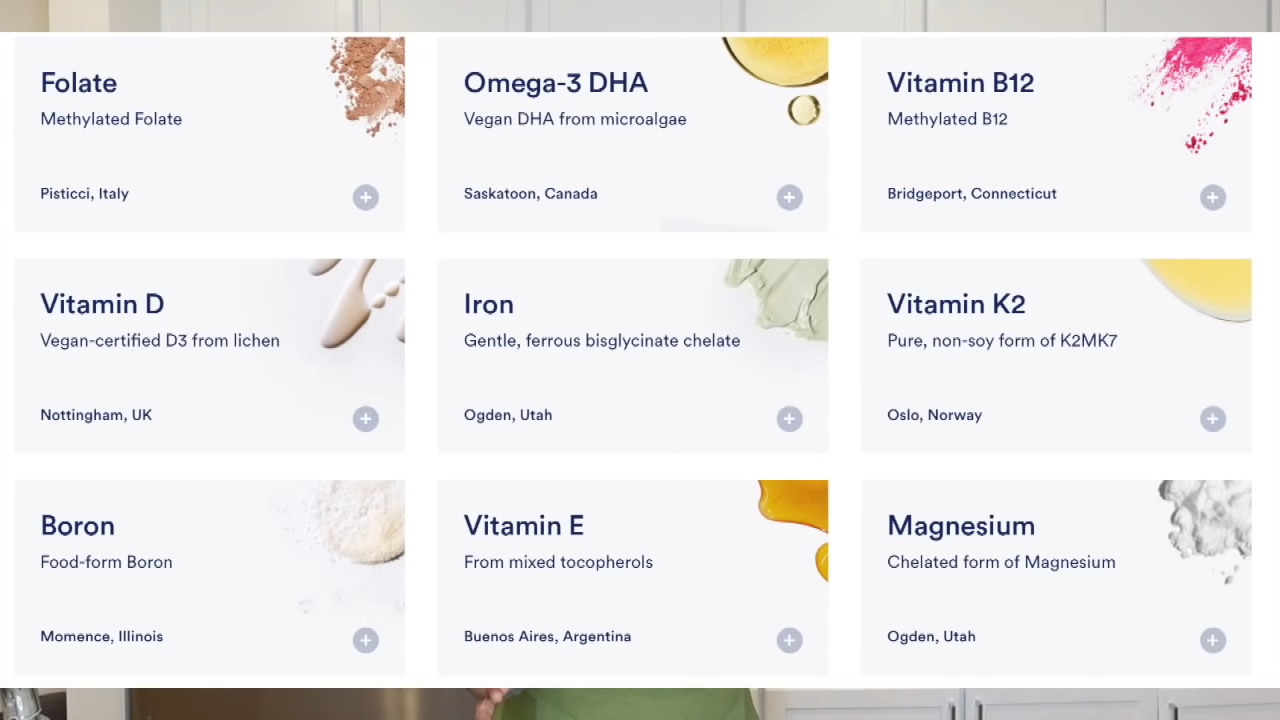 Folate
Methylated Folate
Pisticci, Italy
Omega-3 DHA
Vegan DHA from microalgae
Saskatoon, Canada
Vitamin B12
Methylated B12
Bridgeport, Connecticut
Vitamin D
Vegan-certified D3 from lichen
Nottingham, UK
Iron
Gentle, ferrous bisglycinate chelate
Ogden, Utah
Vitamin K2
Pure, non-soy form of K2MK7
Oslo, Norway
Boron
Food-form Boron
Momence, Illinois
Vitamin E
From mixed tocopherols
Buenos Aires, Argentina
Magnesium
Chelated form of Magnesium
Ogden, Utah